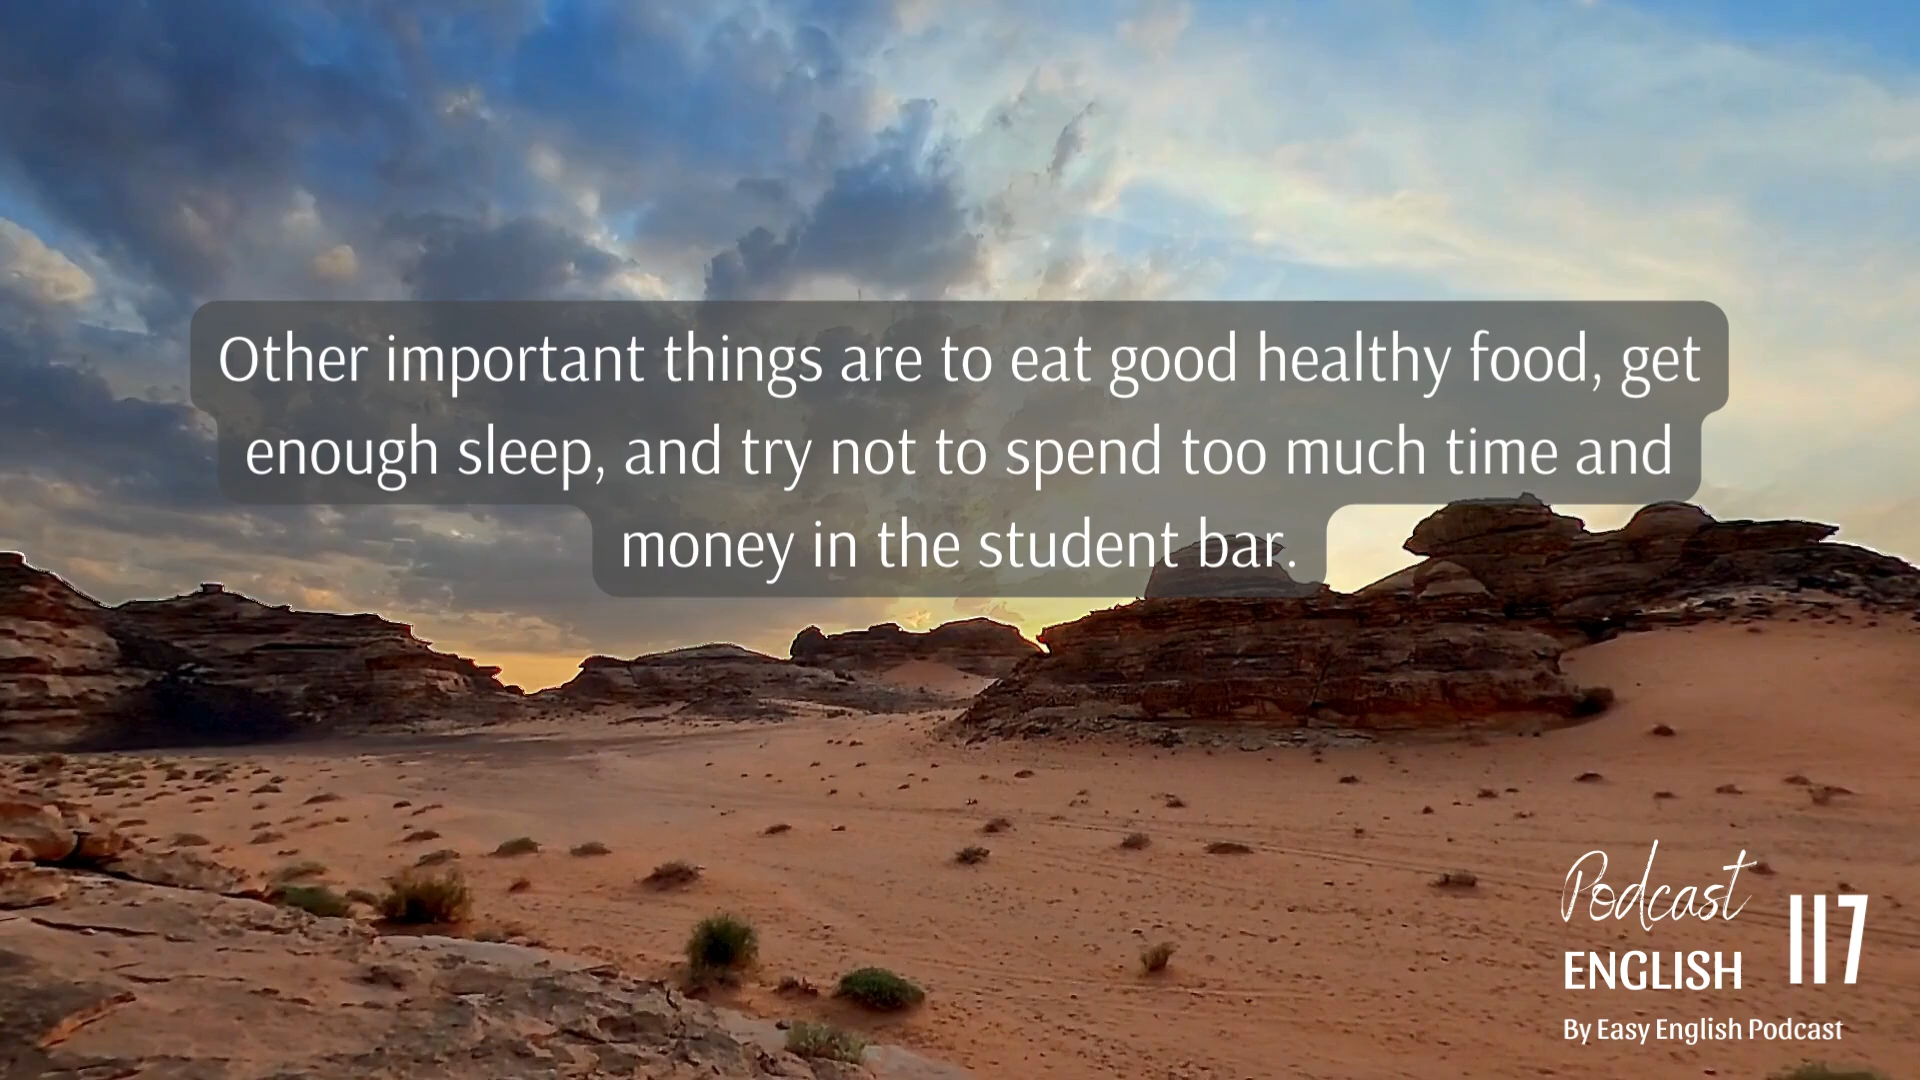 Other important things are to eat good healthy food, get
enough sleep, and try not to spend too much time and
money in the student bar.
Podcast
ENGLISH
117
By Easy English Podcast